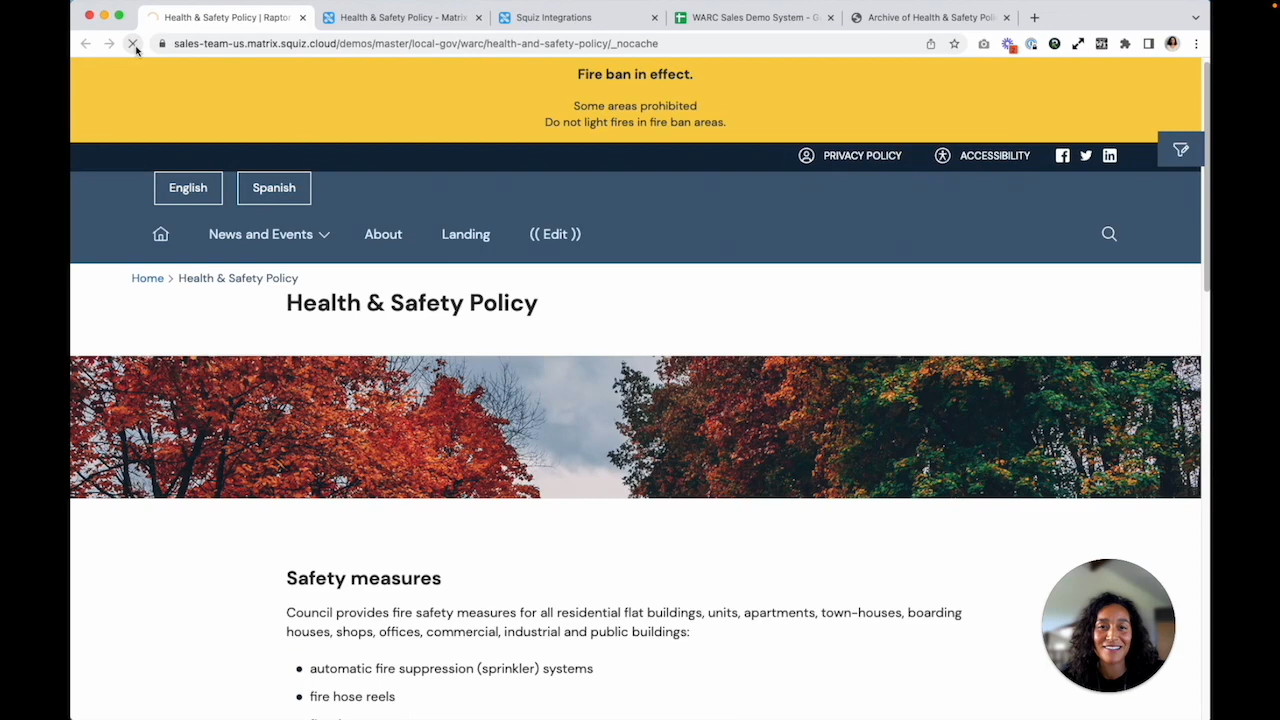 Health & Safety Policy | Rapto
Health & Safety Policy - Matrix
Squiz Integrations
WARC Sales Demo System - G
Archive of Health & Safety Poli
sales-team-us.matrix.squiz.cloud/demos/master/local-gov/warc/health-and-safety-policy/_nocache
Fire ban in effect.
Some areas prohibited
Do not light fires in fire ban areas.
PRIVACY POLICY
ACCESSIBILITY
English
Spanish
News and Events
About
Landing
(( Edit ))
Home > Health & Safety Policy
Health & Safety Policy
Safety measures
Council provides fire safety measures for all residential flat buildings, units, apartments, town-houses, boarding
houses, shops, offices, commercial, industrial and public buildings:
automatic fire suppression (sprinkler) systems
fire hose reels